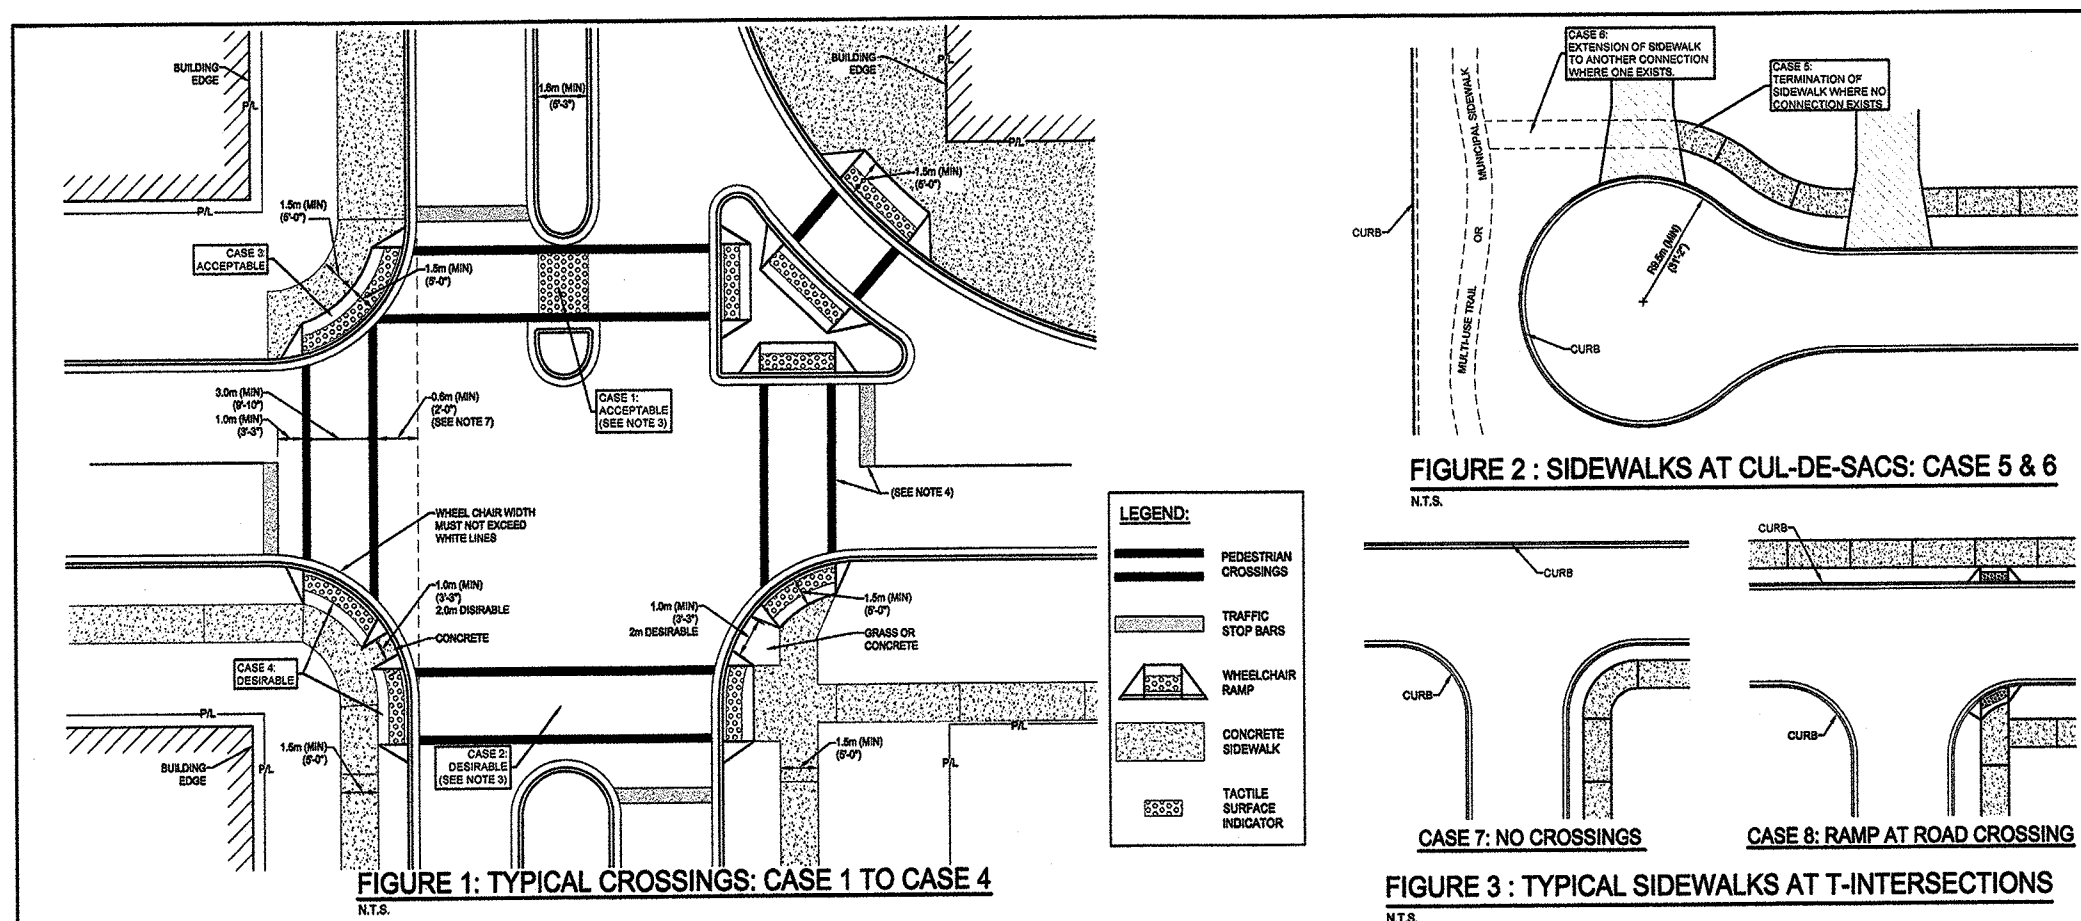 BUILDING
EDGE
P/L
P/L
1.6m (MIN)
(5'-3")
BUILDING
EDGE
P/L
P/L
1.5m (MIN)
(5'-0")
1.5m (MIN)
(5'-0")
CASE 3:
ACCEPTABLE
1.5m (MIN)
(5'-0")
3.0m (MIN)
(9'-10")
1.0m (MIN)
(3'-3")
0.6m (MIN)
(2'-0")
(SEE NOTE 7)
CASE 1:
ACCEPTABLE
(SEE NOTE 3)
(SEE NOTE 4)
WHEEL CHAIR WIDTH
MUST NOT EXCEED
WHITE LINES
1.0m (MIN)
(3'-3")
2.0m DISIRABLE
CONCRETE
1.0m (MIN)
(3'-3")
2m DESIRABLE
1.5m (MIN)
(5'-0")
GRASS OR
CONCRETE
CASE 4:
DESIRABLE
P/L
P/L
BUILDING
EDGE
1.5m (MIN)
(5'-0")
CASE 2:
DESIRABLE
(SEE NOTE 3)
1.5m (MIN)
(5'-0")
P/L
P/L
FIGURE 1: TYPICAL CROSSINGS: CASE 1 TO CASE 4
N.T.S.
LEGEND:
PEDESTRIAN
CROSSINGS
TRAFFIC
STOP BARS
WHEELCHAIR
RAMP
CONCRETE
SIDEWALK
TACTILE
SURFACE
INDICATOR
CASE 6:
EXTENSION OF SIDEWALK
TO ANOTHER CONNECTION
WHERE ONE EXISTS.
CASE 5:
TERMINATION OF
SIDEWALK WHERE NO
CONNECTION EXISTS
CURB
MULTI-USE TRAIL OR MUNICIPAL SIDEWALK
R9.5m (MIN)
(31'-2")
CURB
FIGURE 2 : SIDEWALKS AT CUL-DE-SACS: CASE 5 & 6
N.T.S.
CURB
CURB
CASE 7: NO CROSSINGS
CURB
CURB
CASE 8: RAMP AT ROAD CROSSING
FIGURE 3 : TYPICAL SIDEWALKS AT T-INTERSECTIONS
N.T.S.